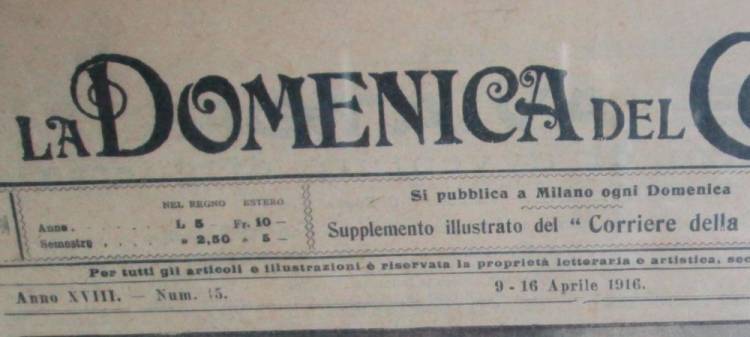 LA DOMENICA DEL C
NEL REGNO ESTERO
Anno. . . . . . . . L 5 — Fr. 10 —
Semestre . . . . . » 2,50 » 5 —
Si pubblica a Milano ogni Domenica
Supplemento illustrato del “ Corriere della
Per tutti gli articoli e illustrazioni è riservata la proprietà letteraria e artistica, sec
Anno XVIII. — Num. 15.
9 - 16 Aprile 1916.